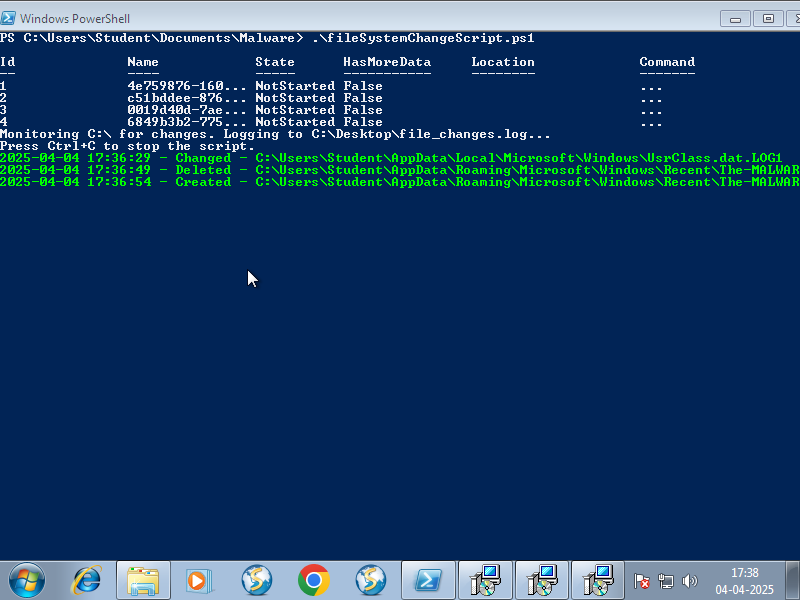 Windows PowerShell
PS C:\Users\Student\Documents\Malware> .\fileSystemChangeScript.ps1
Id Name State HasMoreData Location Command
-- ---- ----- ----------- -------- -------
1 4e759876-160... NotStarted False ...
2 c51bddee-876... NotStarted False ...
3 0019d40d-7ae... NotStarted False ...
4 6849b3b2-775... NotStarted False ...
Monitoring C:\ for changes. Logging to C:\Desktop\file_changes.log...
Press Ctrl+C to stop the script.
2025-04-04 17:36:29 - Changed - C:\Users\Student\AppData\Local\Microsoft\Windows\UsrClass.dat.LOG1
2025-04-04 17:36:49 - Deleted - C:\Users\Student\AppData\Roaming\Microsoft\Windows\Recent\The-MALWAR
2025-04-04 17:36:54 - Created - C:\Users\Student\AppData\Roaming\Microsoft\Windows\Recent\The-MALWAR
17:38
04-04-2025